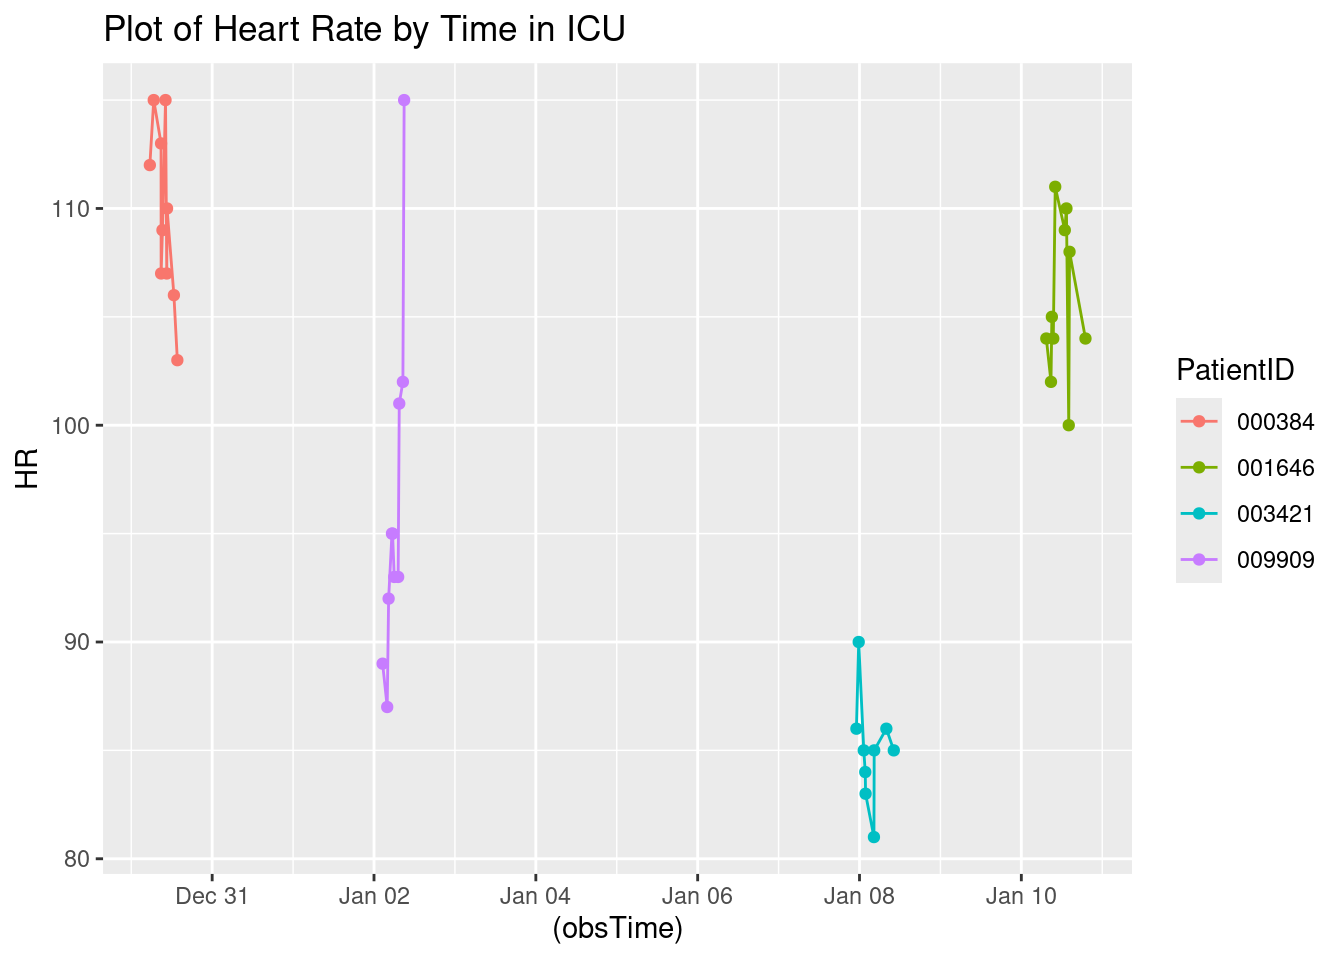 Plot of Heart Rate by Time in ICU
110
100
90
80
HR
Dec 31 Jan 02 Jan 04 Jan 06 Jan 08 Jan 10
(obsTime)
PatientID
000384
001646
003421
009909